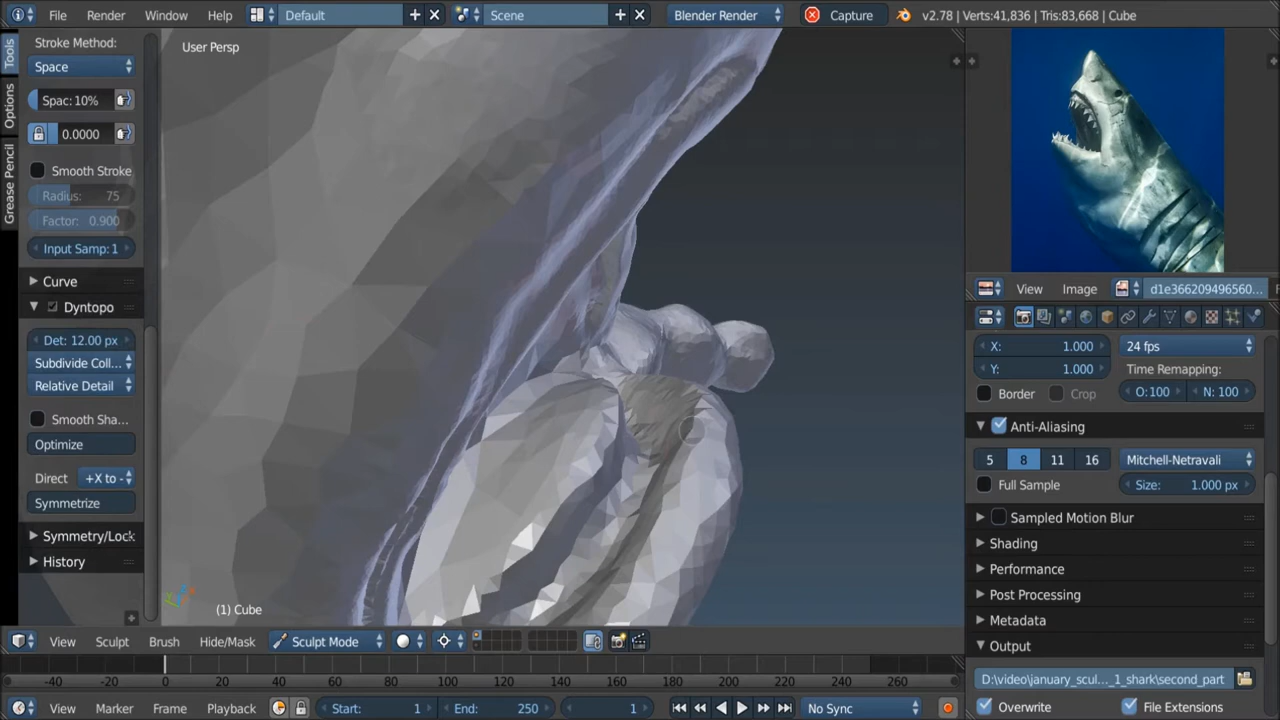 File Render Window Help Default Scene Blender Render Capture v2.78 | Verts:41,836 | Tris:83,668 | Cube
Tools
Options
Grease Pencil
Stroke Method:
Space
Spac: 10%
0.0000
Smooth Stroke
Radius: 75
Factor: 0.900
Input Samp: 1
Curve
Dyntopo
Det: 12.00 px
Subdivide Coll...
Relative Detail
Smooth Sha...
Optimize
Direct +X to -
Symmetrize
Symmetry/Lock
History
User Persp
(1) Cube
View Sculpt Brush Hide/Mask Sculpt Mode
-40 -20 0 20 40 60 80 100 120 140 160 180 200 220 240 260
View Marker Frame Playback Start: 1 End: 250 1 No Sync
View Image d1e366209496560... F
X: 1.000 24 fps
Y: 1.000 Time Remapping:
Border Crop O:100 N: 100
Anti-Aliasing
5 8 11 16 Mitchell-Netravali
Full Sample Size: 1.000 px
Sampled Motion Blur
Shading
Performance
Post Processing
Metadata
Output
D:\video\january_scul..._1_shark\second_part
Overwrite File Extensions